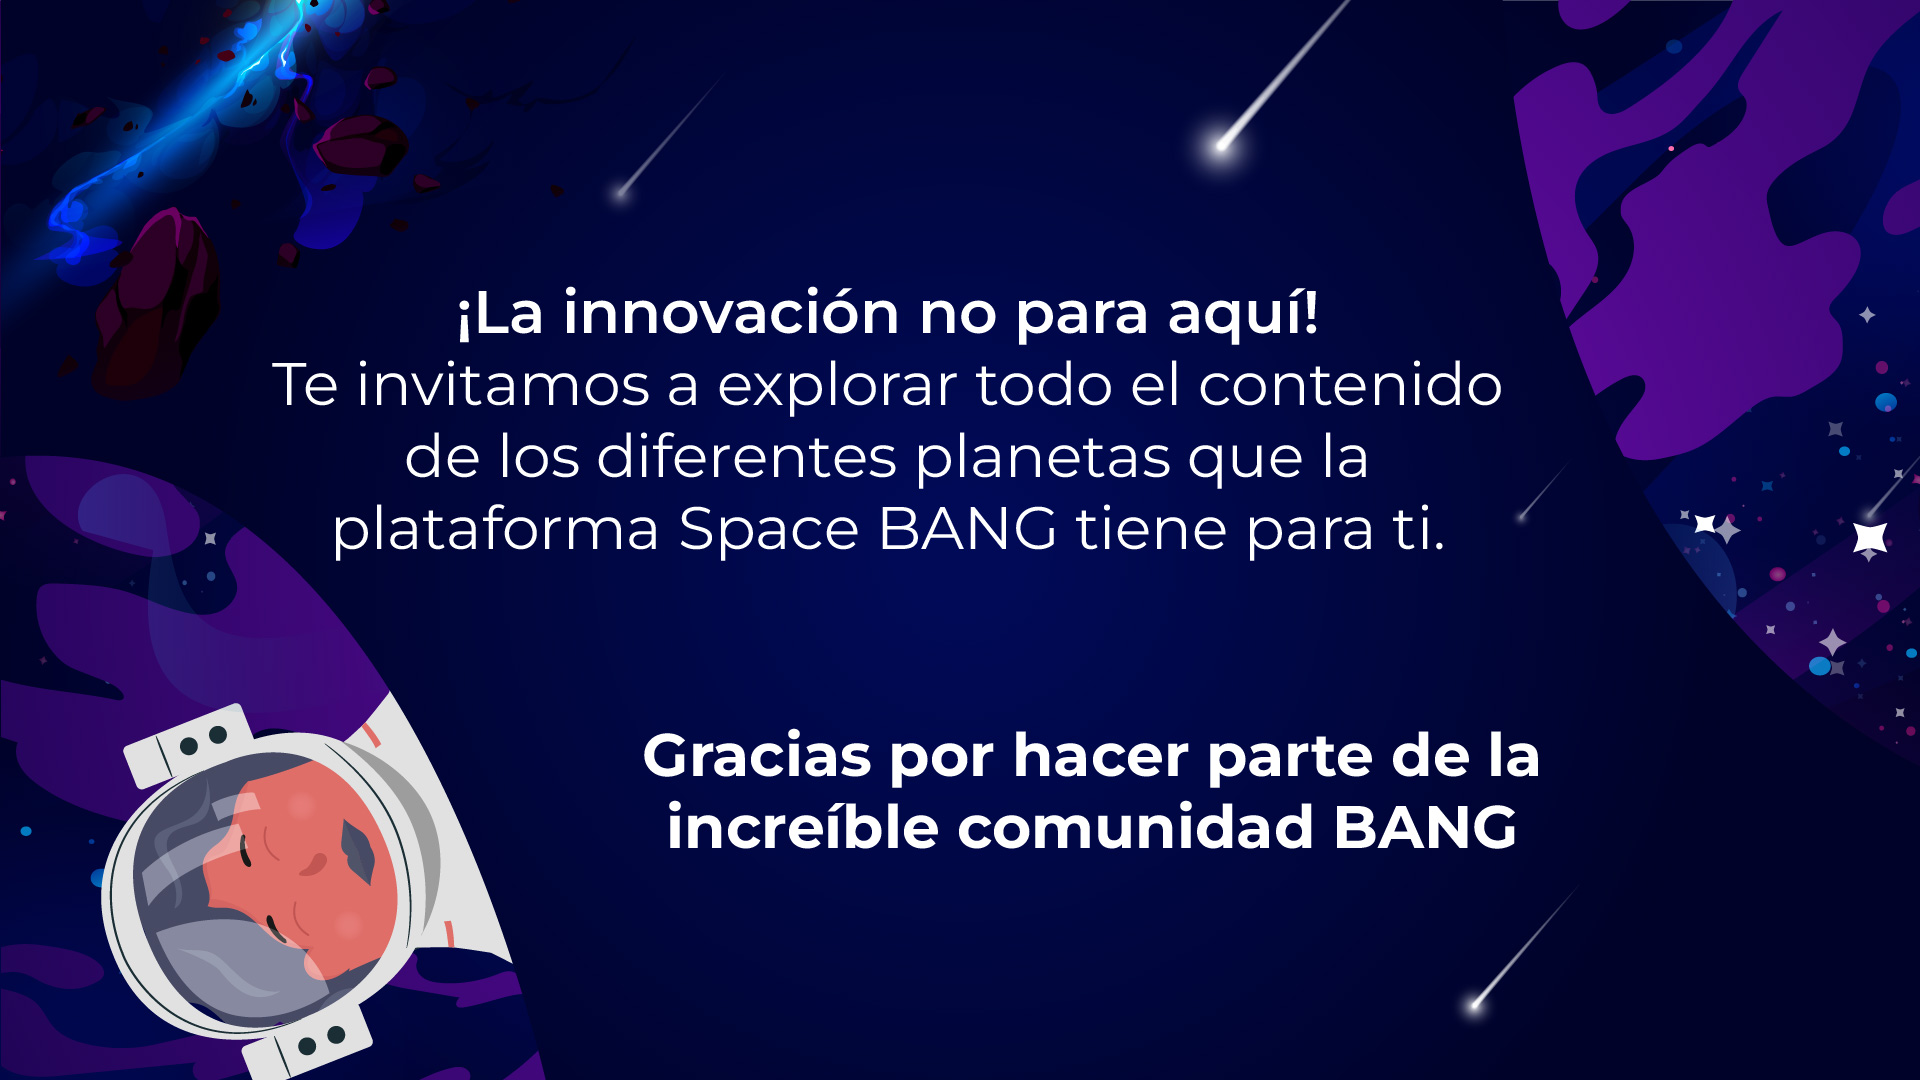 ¡La innovación no para aquí!
Te invitamos a explorar todo el contenido
de los diferentes planetas que la
plataforma Space BANG tiene para ti.
Gracias por hacer parte de la
increíble comunidad BANG